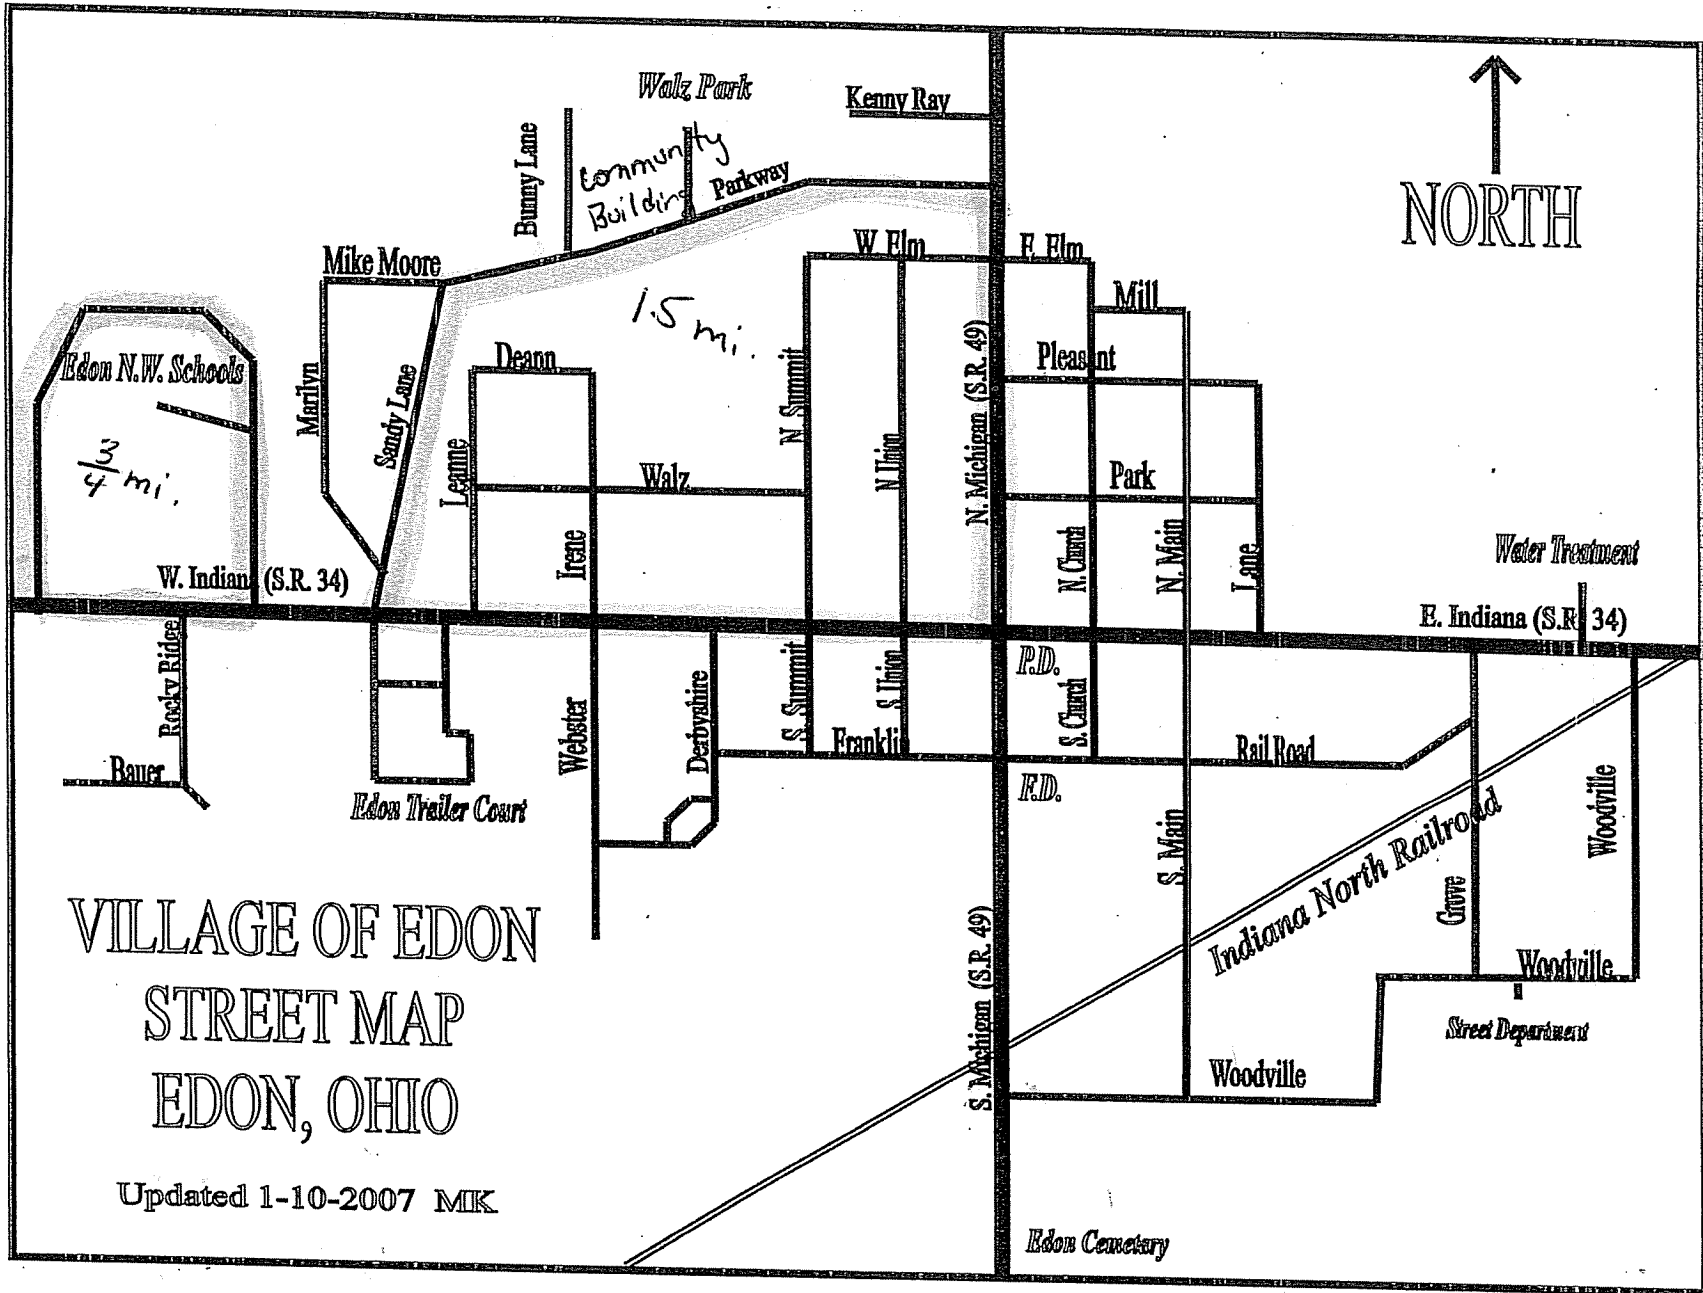 Walz Park
Kenny Ray
Bunny Lane
Community
Building
Parkway
NORTH
Mike Moore
W. Elm
E. Elm
Mill
1.5 mi.
Edon N.W. Schools
Marilyn
Sandy Lane
Deann
N. Summit
N. Michigan (S.R. 49)
Pleasant
3/4 mi.
Leanne
Walz
N. Union
Park
Irene
N. Church
N. Main
Lane
Water Treatment
W. Indiana (S.R. 34)
E. Indiana (S.R. 34)
Rocky Ridge
P.D.
S. Summit
S. Union
S. Church
Webster
Derbyshire
Franklin
Rail Road
Bauer
Edon Trailer Court
F.D.
S. Main
Woodville
Indiana North Railroad
Grove
VILLAGE OF EDON
STREET MAP
EDON, OHIO
Woodville
Street Department
S. Michigan (S.R. 49)
Woodville
Updated 1-10-2007 MK
Edon Cemetary